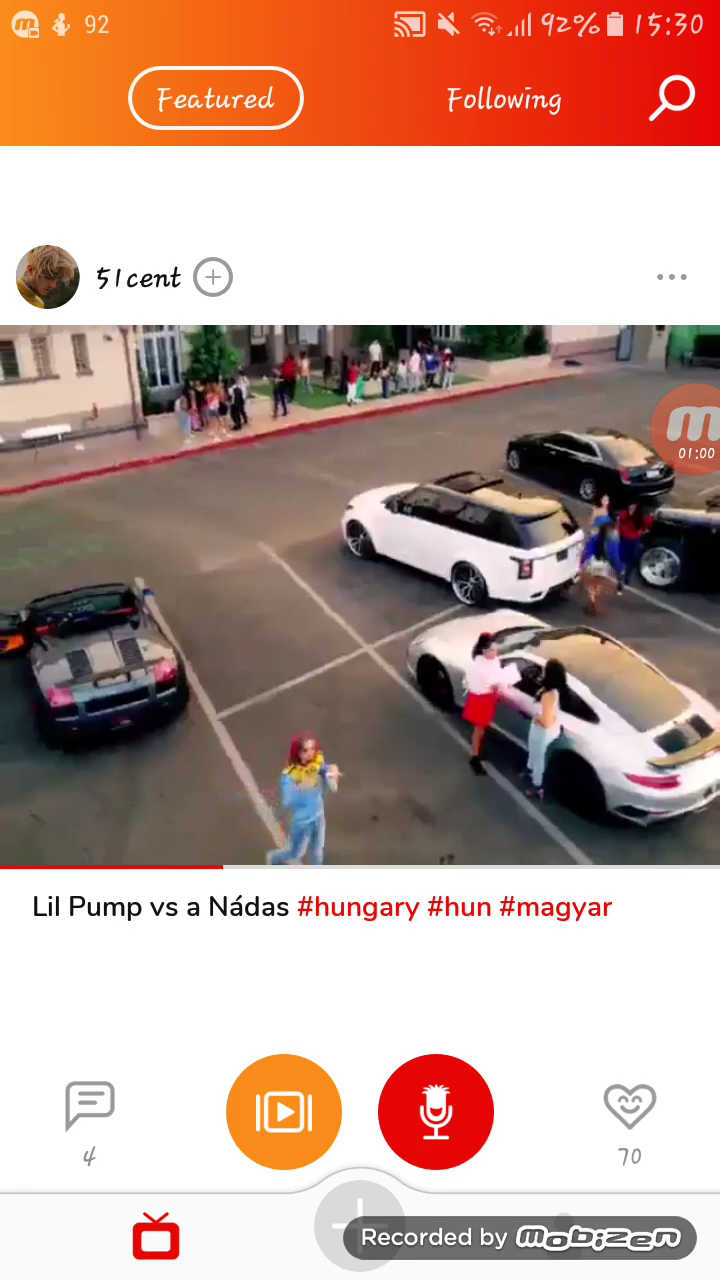 92
92% 15:30
Featured
Following
51cent
01:00
Lil Pump vs a Nádas #hungary #hun #magyar
4
70
Recorded by mobizen